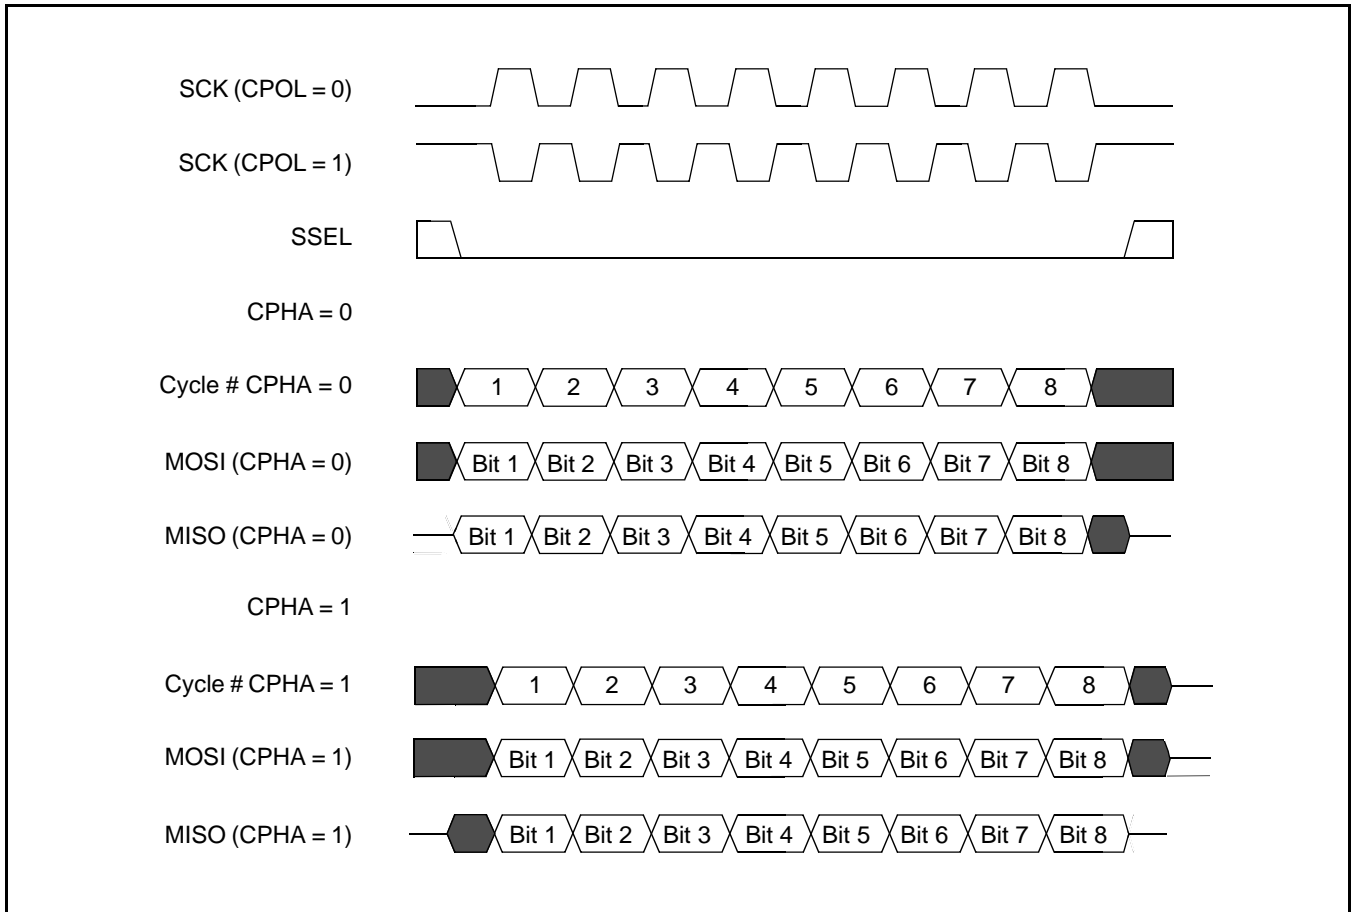 SCK (CPOL = 0)
SCK (CPOL = 1)
SSEL
CPHA = 0
Cycle # CPHA = 0 1 2 3 4 5 6 7 8
MOSI (CPHA = 0) Bit 1 Bit 2 Bit 3 Bit 4 Bit 5 Bit 6 Bit 7 Bit 8
MISO (CPHA = 0) Bit 1 Bit 2 Bit 3 Bit 4 Bit 5 Bit 6 Bit 7 Bit 8
CPHA = 1
Cycle # CPHA = 1 1 2 3 4 5 6 7 8
MOSI (CPHA = 1) Bit 1 Bit 2 Bit 3 Bit 4 Bit 5 Bit 6 Bit 7 Bit 8
MISO (CPHA = 1) Bit 1 Bit 2 Bit 3 Bit 4 Bit 5 Bit 6 Bit 7 Bit 8